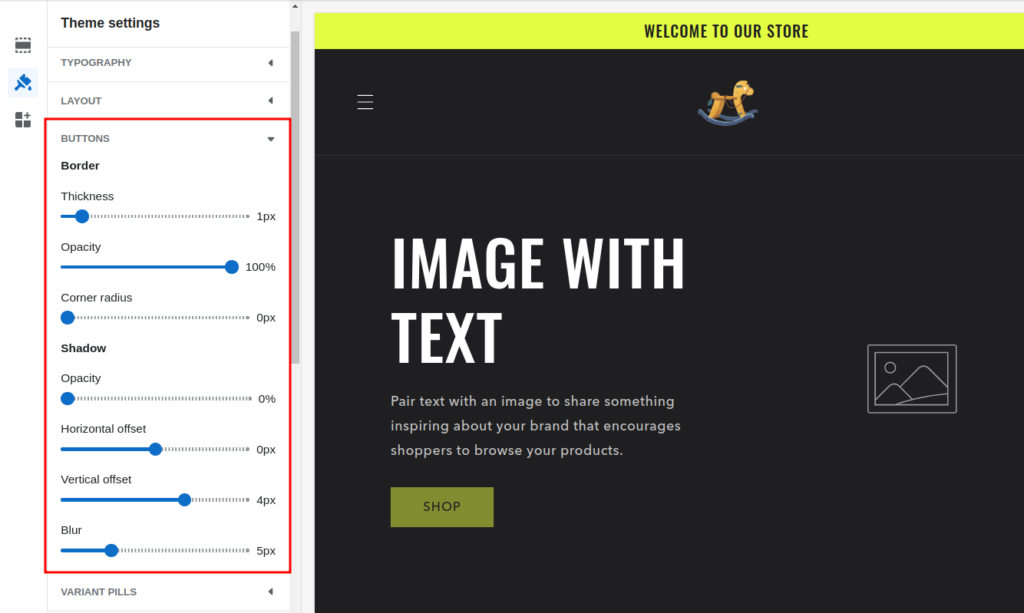 Theme settings
TYPOGRAPHY
LAYOUT
BUTTONS
Border
Thickness
1px
Opacity
100%
Corner radius
0px
Shadow
Opacity
0%
Horizontal offset
0px
Vertical offset
4px
Blur
5px
VARIANT PILLS
WELCOME TO OUR STORE
IMAGE WITH
TEXT
Pair text with an image to share something
inspiring about your brand that encourages
shoppers to browse your products.
SHOP